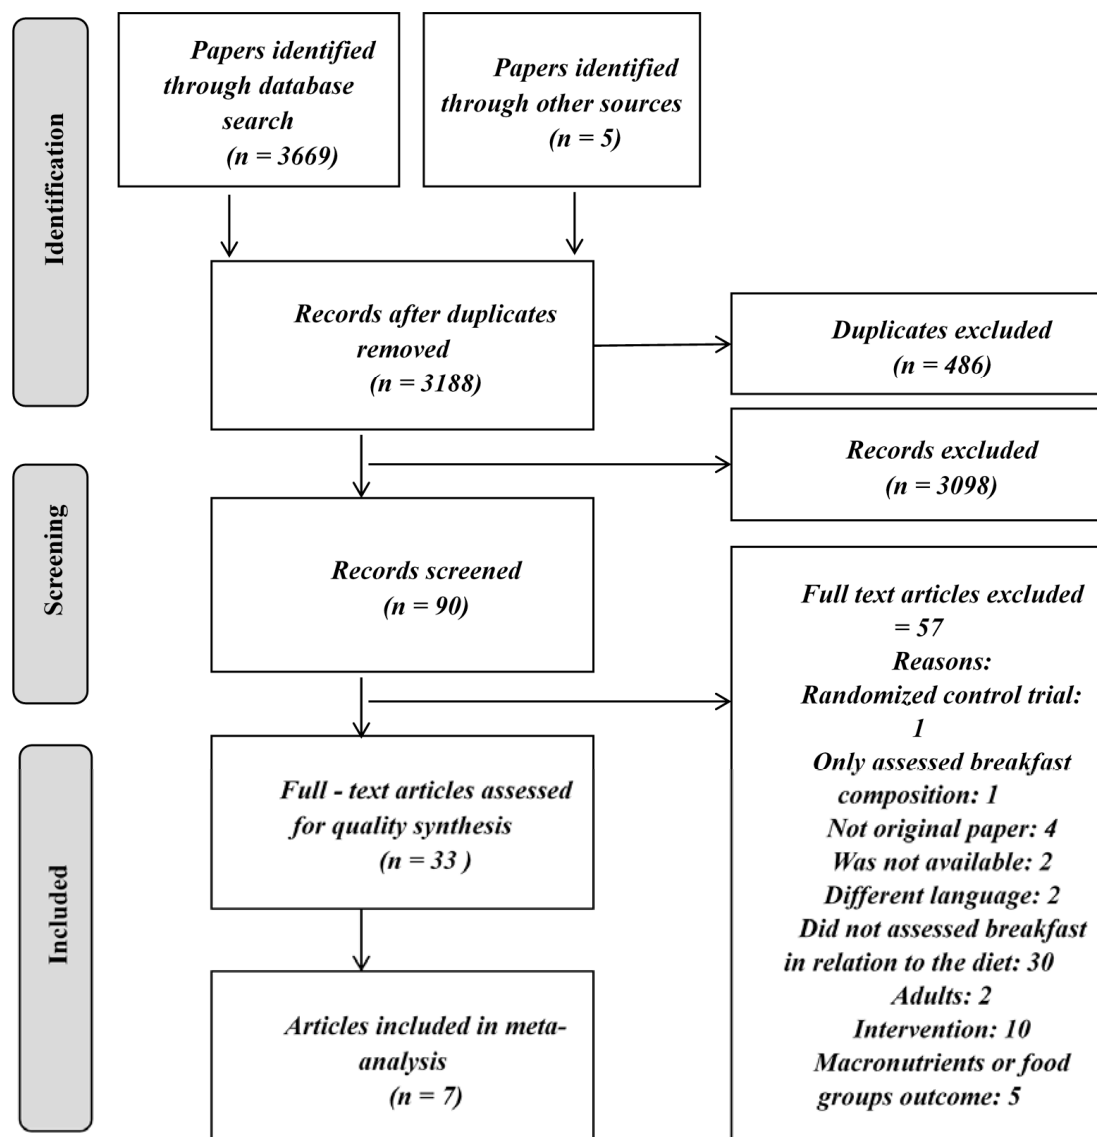 Identification
Papers identified
through database
search
(n = 3669)
Papers identified
through other sources
(n = 5)
Records after duplicates
removed
(n = 3188)
Duplicates excluded
(n = 486)
Records excluded
(n = 3098)
Screening
Records screened
(n = 90)
Full text articles excluded
= 57
Reasons:
Randomized control trial:
1
Only assessed breakfast
composition: 1
Not original paper: 4
Was not available: 2
Different language: 2
Did not assessed breakfast
in relation to the diet: 30
Adults: 2
Intervention: 10
Macronutrients or food
groups outcome: 5
Included
Full - text articles assessed
for quality synthesis
(n = 33 )
Articles included in meta-
analysis
(n = 7)